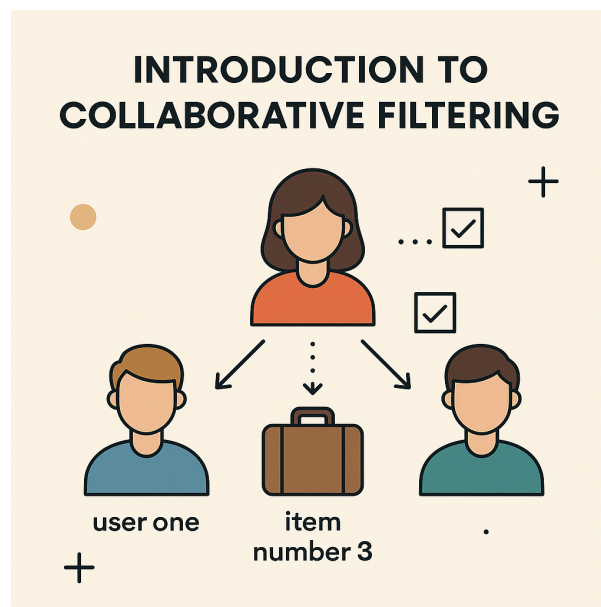 INTRODUCTION TO
COLLABORATIVE FILTERING
user one
item
number 3